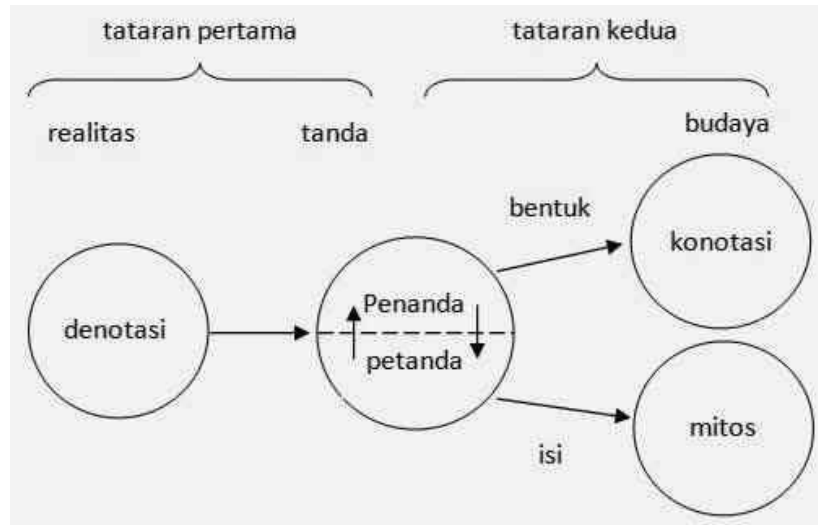 tataran pertama
tataran kedua
realitas
tanda
budaya
bentuk
konotasi
denotasi
Penanda
petanda
isi
mitos